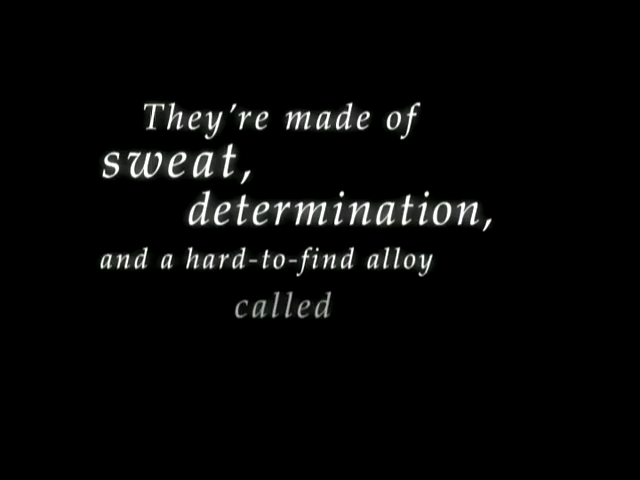 They're made of
sweat,
determination,
and a hard-to-find alloy
called